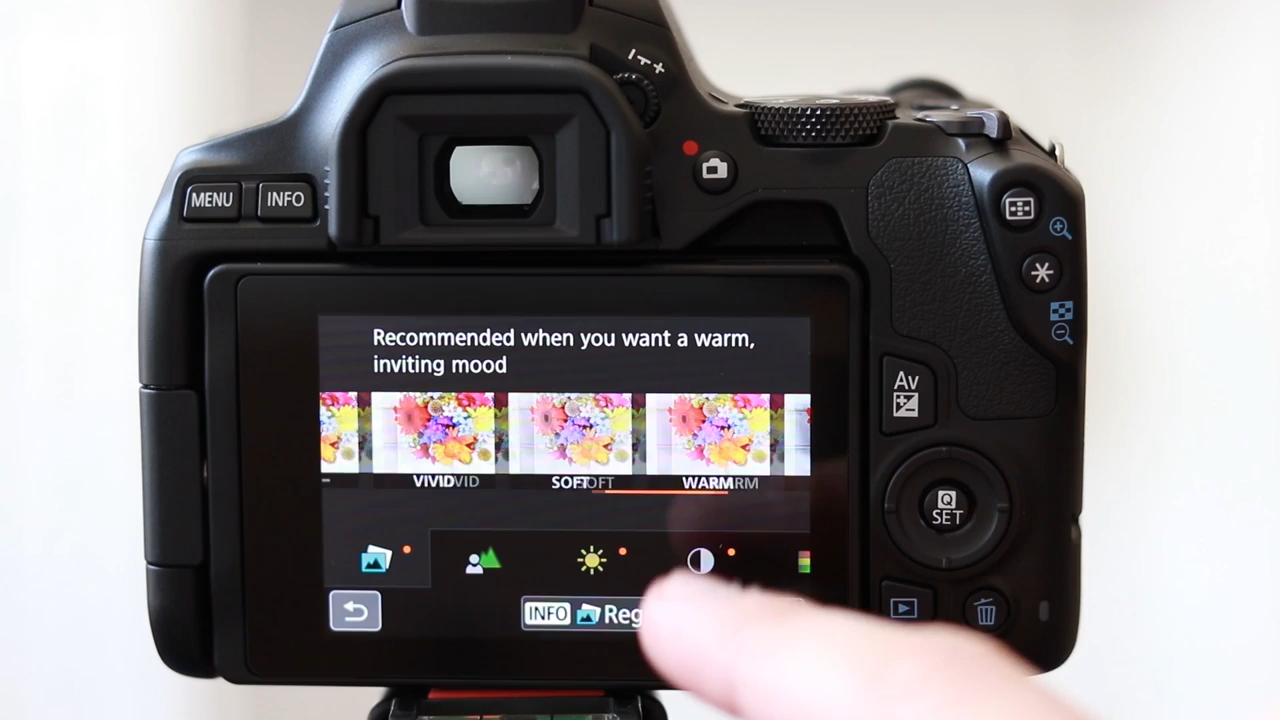 MENU
INFO
Recommended when you want a warm,
inviting mood
VIVID
SOFT
WARM
Av
Q
SET
INFO